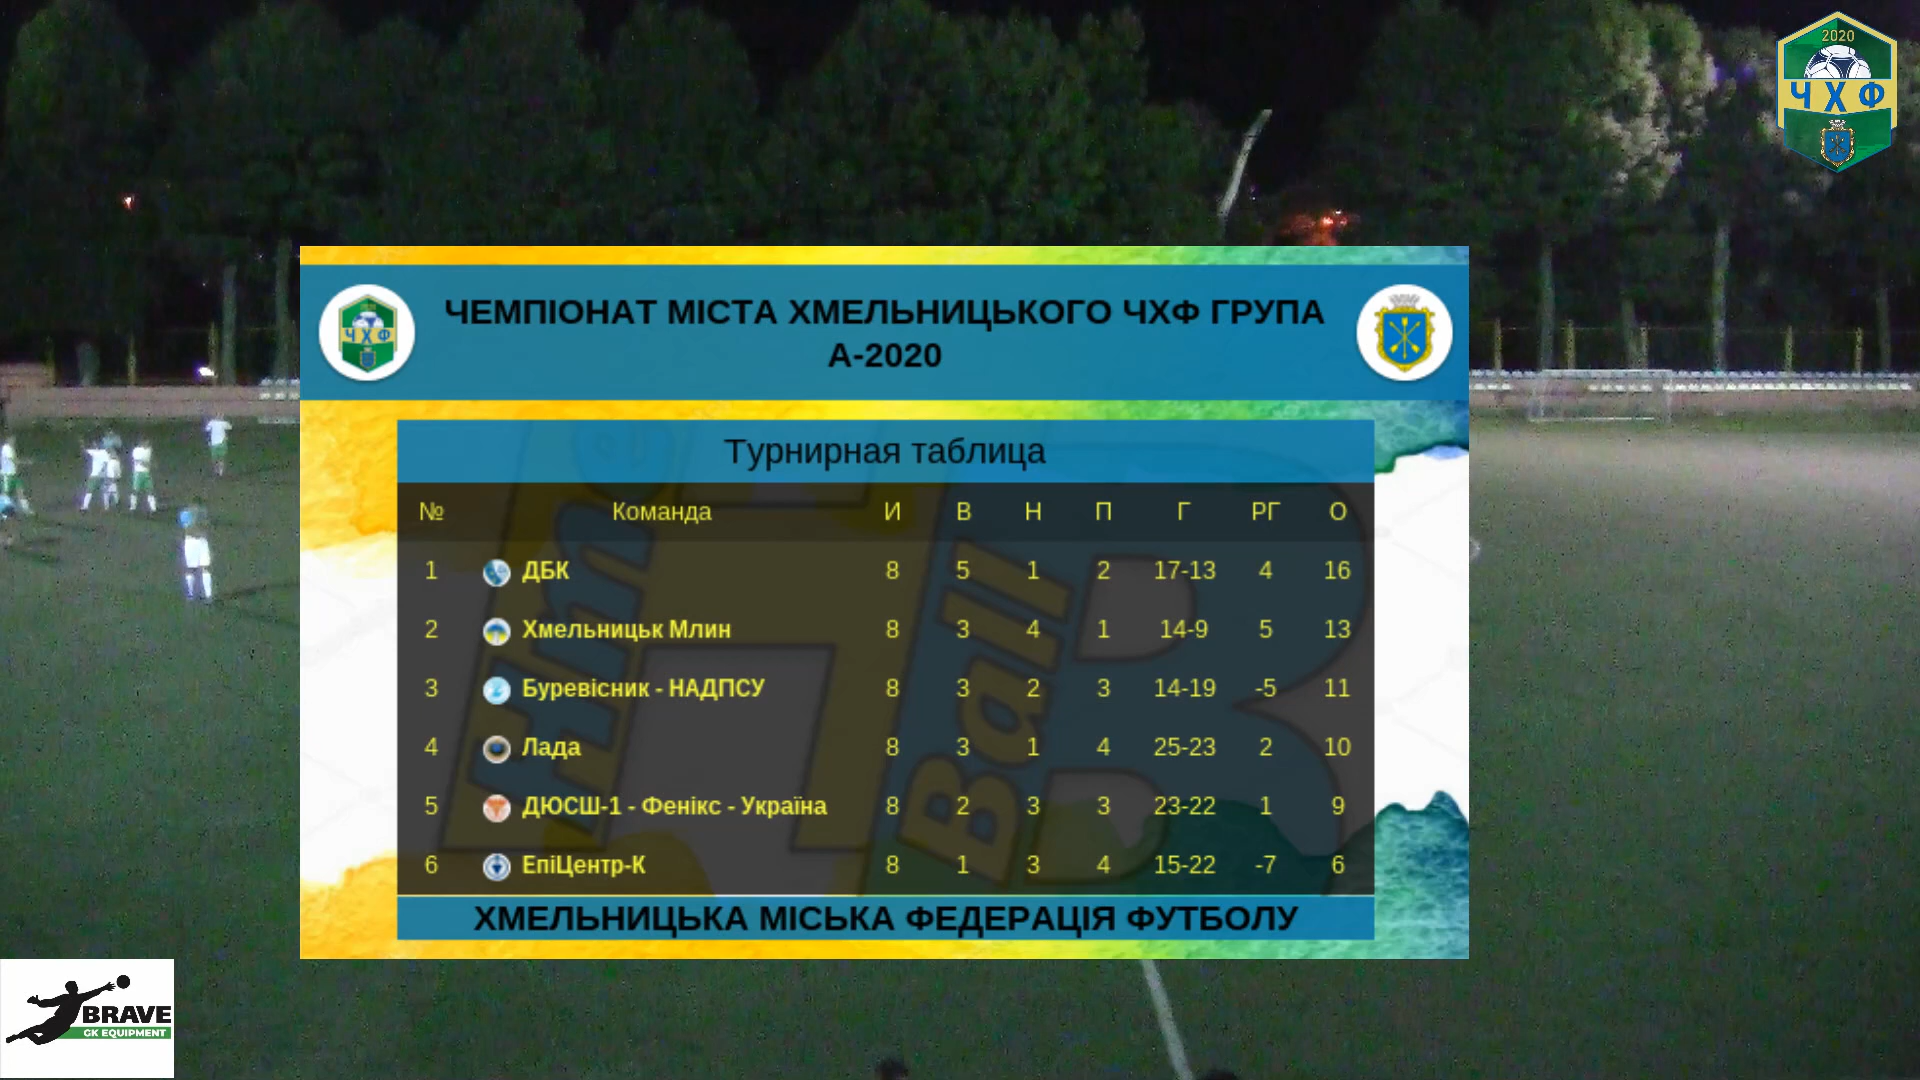 2020
Ч Х Ф
ЧЕМПІОНАТ МІСТА ХМЕЛЬНИЦЬКОГО ЧХФ ГРУПА
А-2020
Ч Х Ф
Турнирная таблица
№ Команда И В Н П Г РГ О
1 ДБК 8 5 1 2 17-13 4 16
2 Хмельницьк Млин 8 3 4 1 14-9 5 13
3 Буревісник - НАДПСУ 8 3 2 3 14-19 -5 11
4 Лада 8 3 1 4 25-23 2 10
5 ДЮСШ-1 - Фенікс - Україна 8 2 3 3 23-22 1 9
6 ЕпіЦентр-К 8 1 3 4 15-22 -7 6
ХМЕЛЬНИЦЬКА МІСЬКА ФЕДЕРАЦІЯ ФУТБОЛУ
BRAVE
GK EQUIPMENT